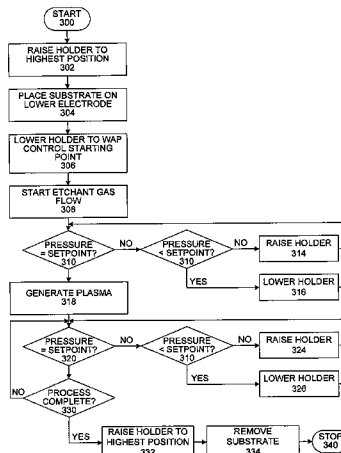 START
300
RAISE HOLDER TO
HIGHEST POSITION
302
PLACE SUBSTRATE ON
LOWER ELECTRODE
304
LOWER HOLDER TO WAP
CONTROL STARTING
POINT
306
START ETCHANT GAS
FLOW
308
PRESSURE
= SETPOINT?
310
NO
PRESSURE
< SETPOINT?
310
NO
RAISE HOLDER
314
YES
LOWER HOLDER
316
GENERATE PLASMA
318
PRESSURE
= SETPOINT?
320
NO
PRESSURE
< SETPOINT?
310
NO
RAISE HOLDER
324
YES
LOWER HOLDER
326
NO
PROCESS
COMPLETE?
330
YES
RAISE HOLDER TO
HIGHEST POSITION
332
REMOVE
SUBSTRATE
334
STOP
340